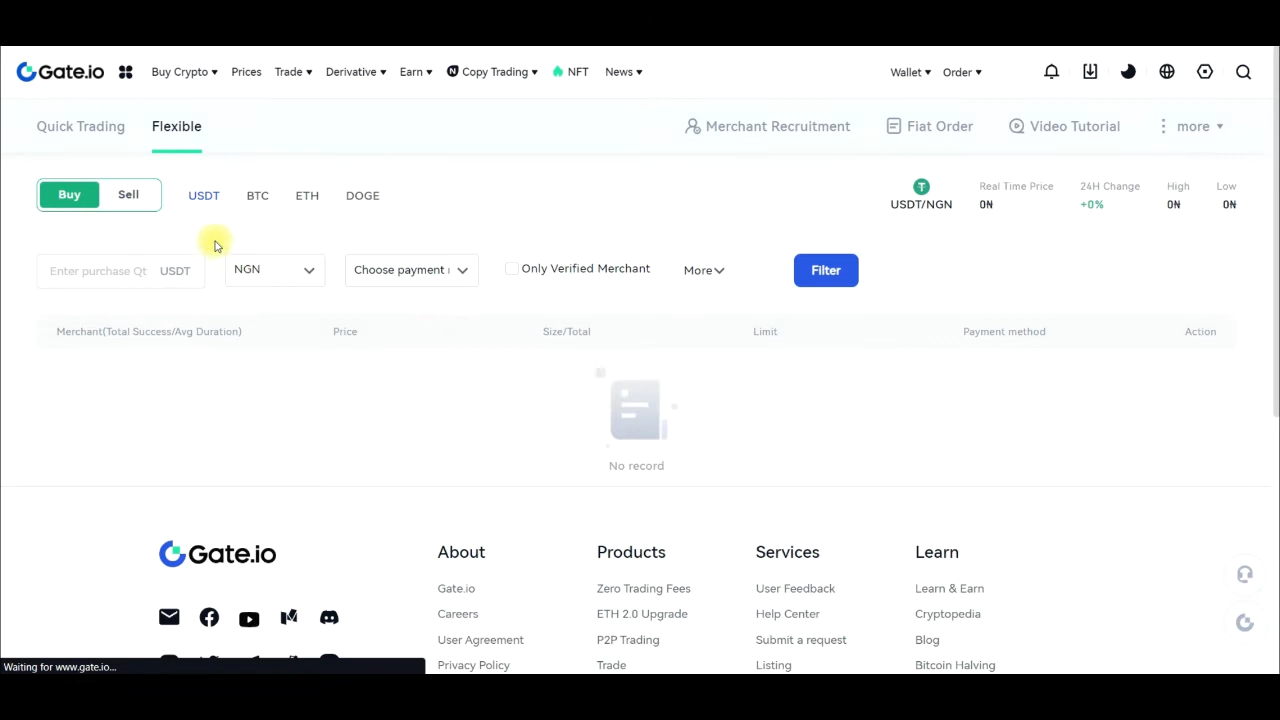 Gate.io Buy Crypto Prices Trade Derivative Earn Copy Trading NFT News Wallet Order
Quick Trading Flexible Merchant Recruitment Fiat Order Video Tutorial more
Buy Sell USDT BTC ETH DOGE
USDT/NGN
Real Time Price 24H Change High Low
0₦ +0% 0₦ 0₦
Enter purchase Qt USDT NGN Choose payment Only Verified Merchant More Filter
Merchant(Total Success/Avg Duration) Price Size/Total Limit Payment method Action
No record
Gate.io
About Products Services Learn
Gate.io Zero Trading Fees User Feedback Learn & Earn
Careers ETH 2.0 Upgrade Help Center Cryptopedia
User Agreement P2P Trading Submit a request Blog
Privacy Policy Trade Listing Bitcoin Halving
Waiting for www.gate.io...